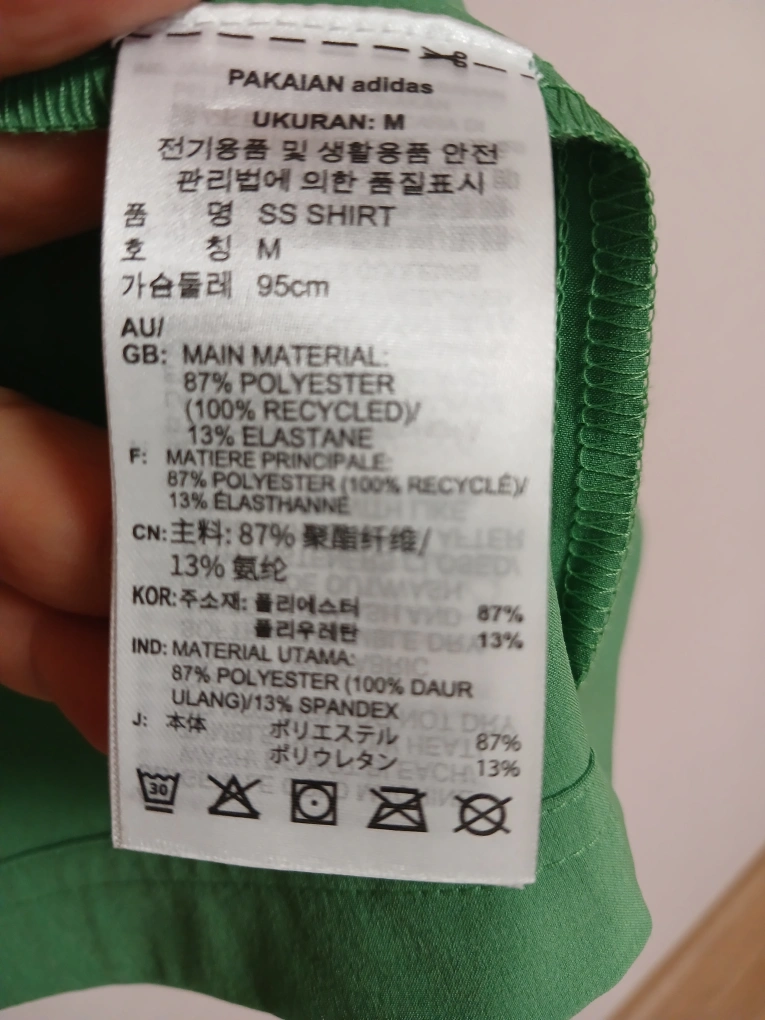 PAKAIAN adidas
UKURAN: M
전기용품 및 생활용품 안전
관리법에 의한 품질표시
품 명 SS SHIRT
호 칭 M
가슴둘레 95cm
AU/
GB: MAIN MATERIAL:
87% POLYESTER
(100% RECYCLED)/
13% ELASTANE
F: MATIERE PRINCIPALE:
87% POLYESTER (100% RECYCLÉ)/
13% ÉLASTHANNE
CN: 主料: 87% 聚酯纤维/
13% 氨纶
KOR: 주소재: 폴리에스터 87%
폴리우레탄 13%
IND: MATERIAL UTAMA:
87% POLYESTER (100% DAUR
ULANG)/13% SPANDEX
J: 本体 ポリエステル 87%
ポリウレタン 13%
30